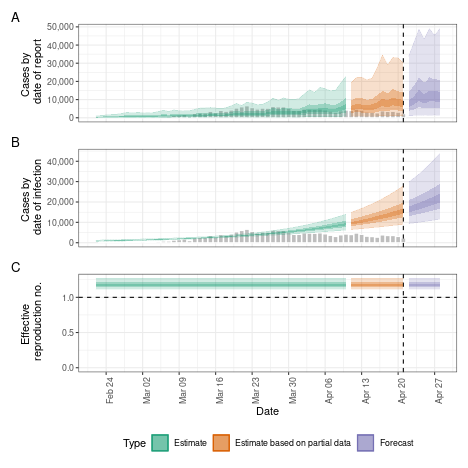 A
Cases by
date of report
50,000
40,000
30,000
20,000
10,000
0
B
Cases by
date of infection
40,000
30,000
20,000
10,000
0
C
Effective
reproduction no.
1.0
0.5
0.0
Feb 24
Mar 02
Mar 09
Mar 16
Mar 23
Mar 30
Apr 06
Apr 13
Apr 20
Apr 27
Date
Type Estimate Estimate based on partial data Forecast